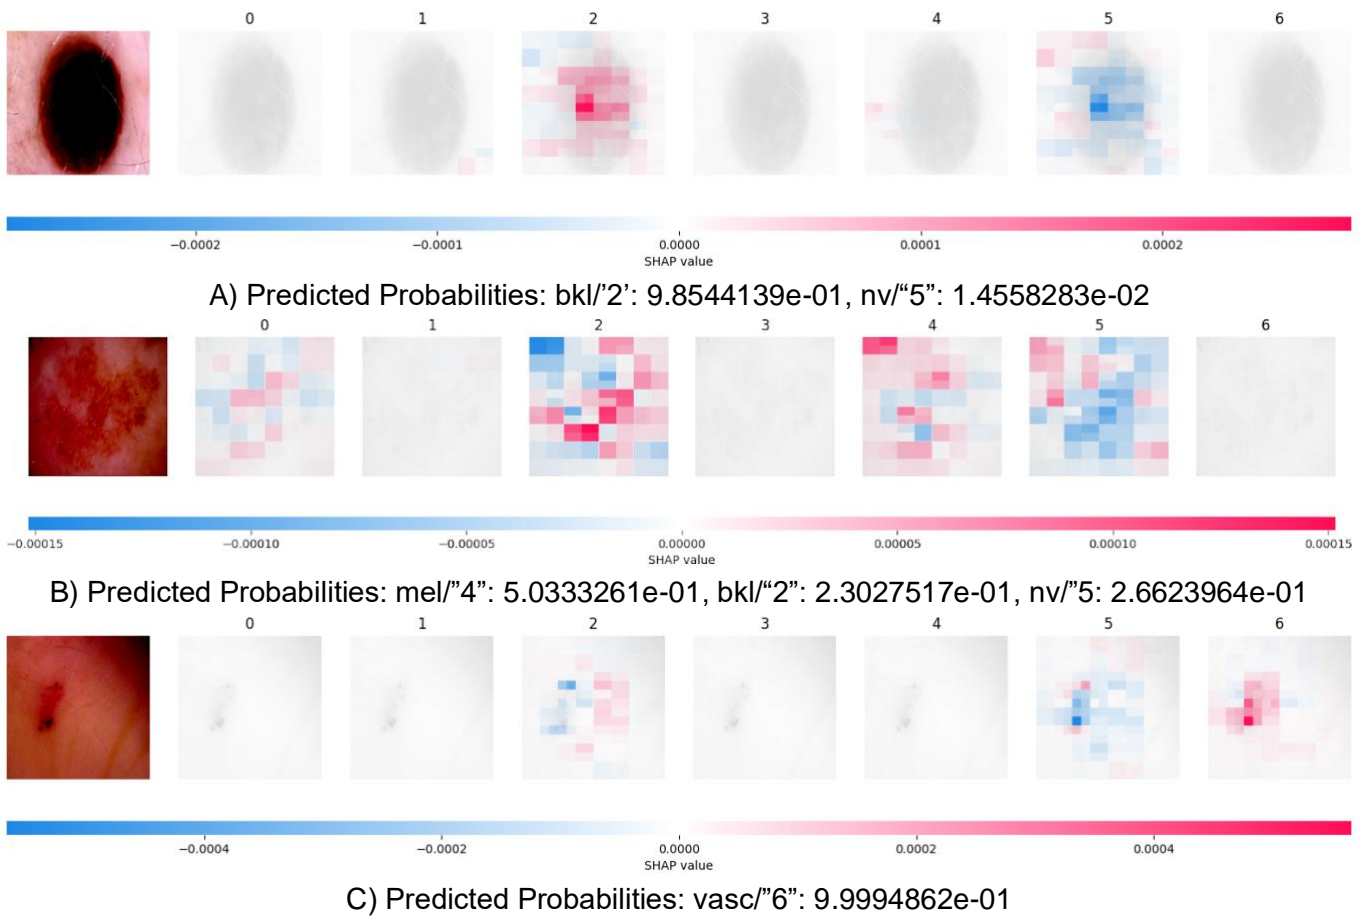 0 1 2 3 4 5 6
−0.0002 −0.0001 0.0000 0.0001 0.0002
SHAP value
A) Predicted Probabilities: bkl/’2’: 9.8544139e-01, nv/“5”: 1.4558283e-02
0 1 2 3 4 5 6
−0.00015 −0.00010 −0.00005 0.00000 0.00005 0.00010 0.00015
SHAP value
B) Predicted Probabilities: mel/”4”: 5.0333261e-01, bkl/“2”: 2.3027517e-01, nv/”5: 2.6623964e-01
0 1 2 3 4 5 6
−0.0004 −0.0002 0.0000 0.0002 0.0004
SHAP value
C) Predicted Probabilities: vasc/”6”: 9.9994862e-01